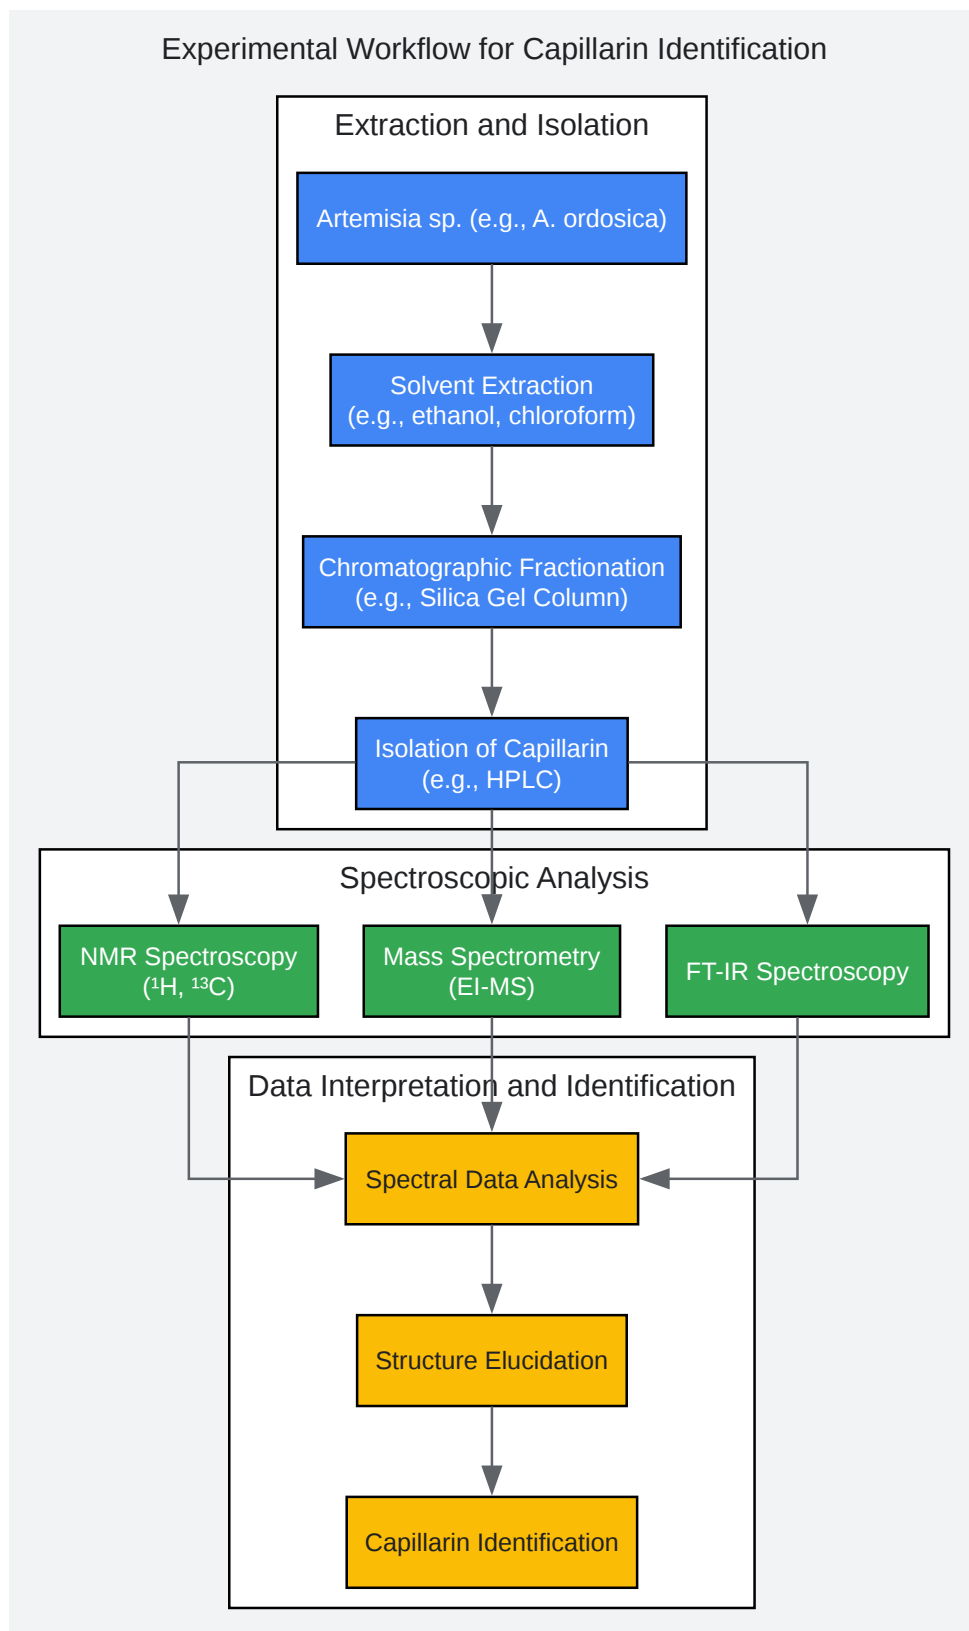 Experimental Workflow for Capillarin Identification
Extraction and Isolation
Artemisia sp. (e.g., A. ordosica)
Solvent Extraction
(e.g., ethanol, chloroform)
Chromatographic Fractionation
(e.g., Silica Gel Column)
Isolation of Capillarin
(e.g., HPLC)
Spectroscopic Analysis
NMR Spectroscopy
(¹H, ¹³C)
Mass Spectrometry
(EI-MS)
FT-IR Spectroscopy
Data Interpretation and Identification
Spectral Data Analysis
Structure Elucidation
Capillarin Identification